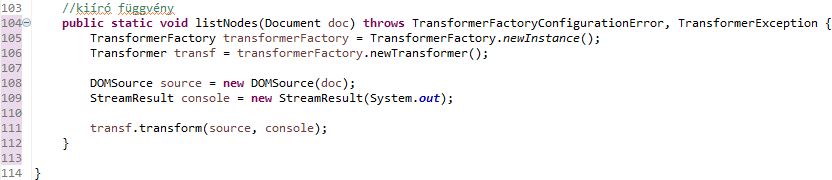 103 //kiíró függvény
104 public static void listNodes(Document doc) throws TransformerFactoryConfigurationError, TransformerException {
105 TransformerFactory transformerFactory = TransformerFactory.newInstance();
106 Transformer transf = transformerFactory.newTransformer();
107
108 DOMSource source = new DOMSource(doc);
109 StreamResult console = new StreamResult(System.out);
110
111 transf.transform(source, console);
112 }
113
114 }